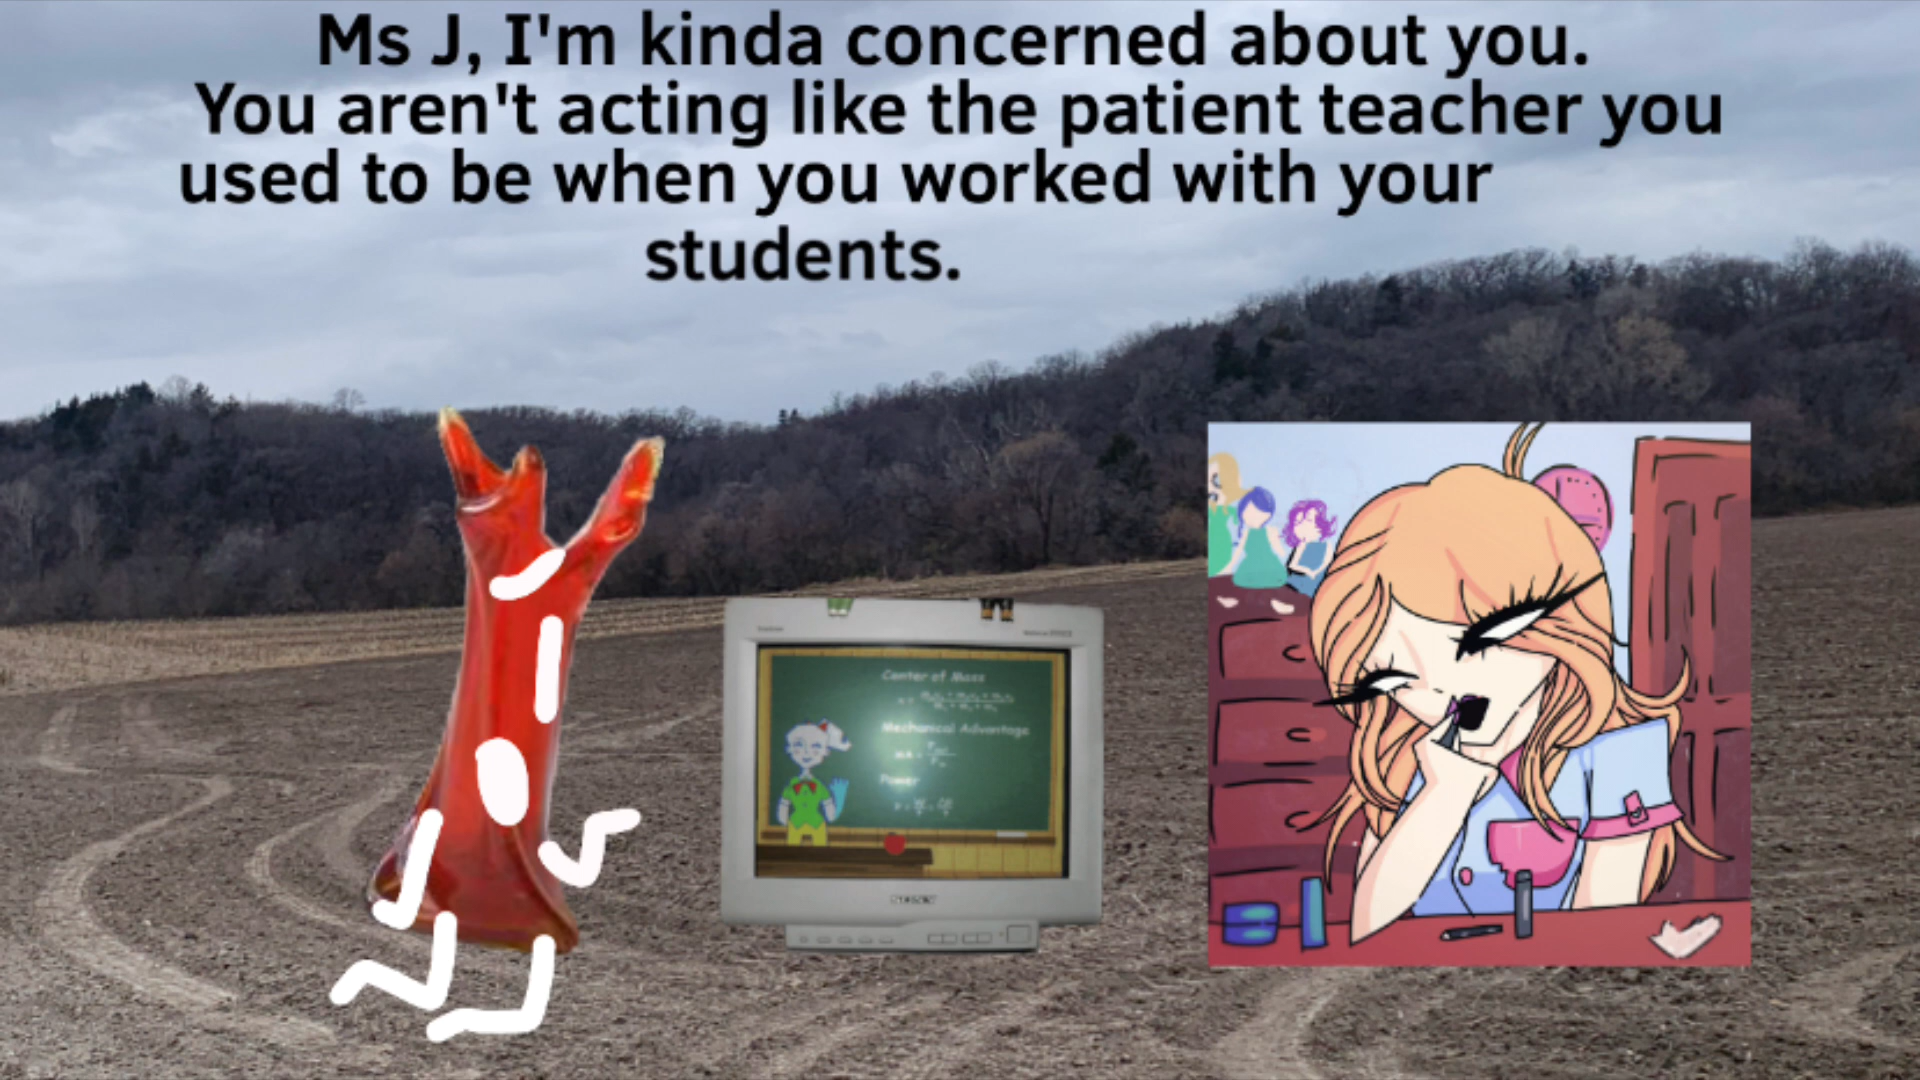 Ms J, I'm kinda concerned about you.
You aren't acting like the patient teacher you
used to be when you worked with your
students.
Center of Mass
Mechanical Advantage
Power
SONY